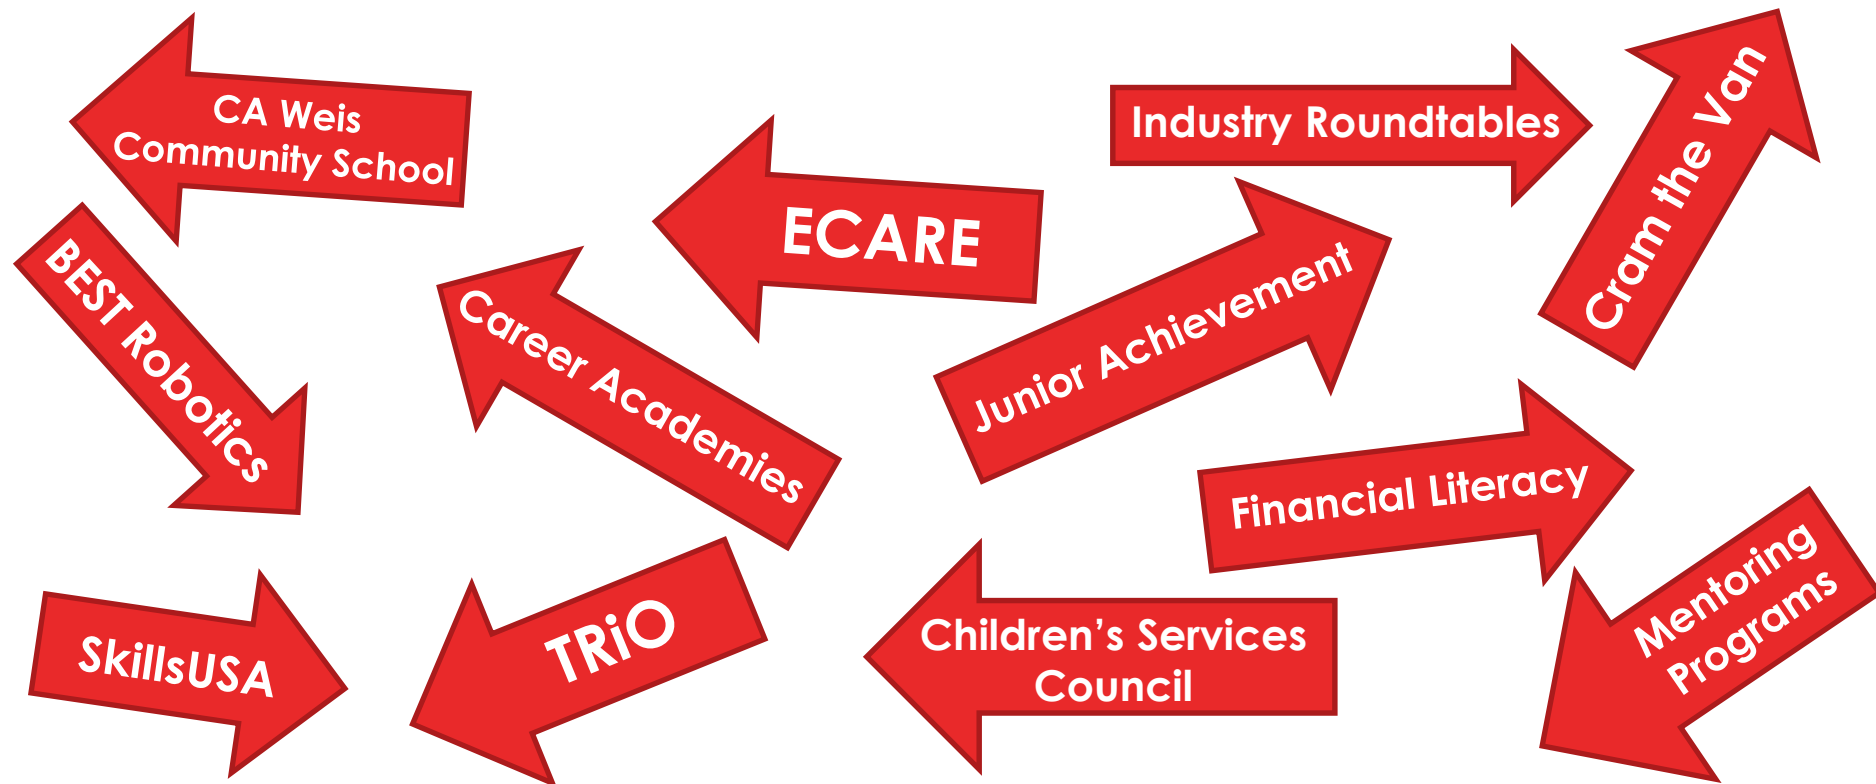 CA Weis
Community School
Industry Roundtables
Cram the Van
ECARE
BEST Robotics
Career Academies
Junior Achievement
Financial Literacy
Mentoring
Programs
SkillsUSA
TRiO
Children’s Services
Council